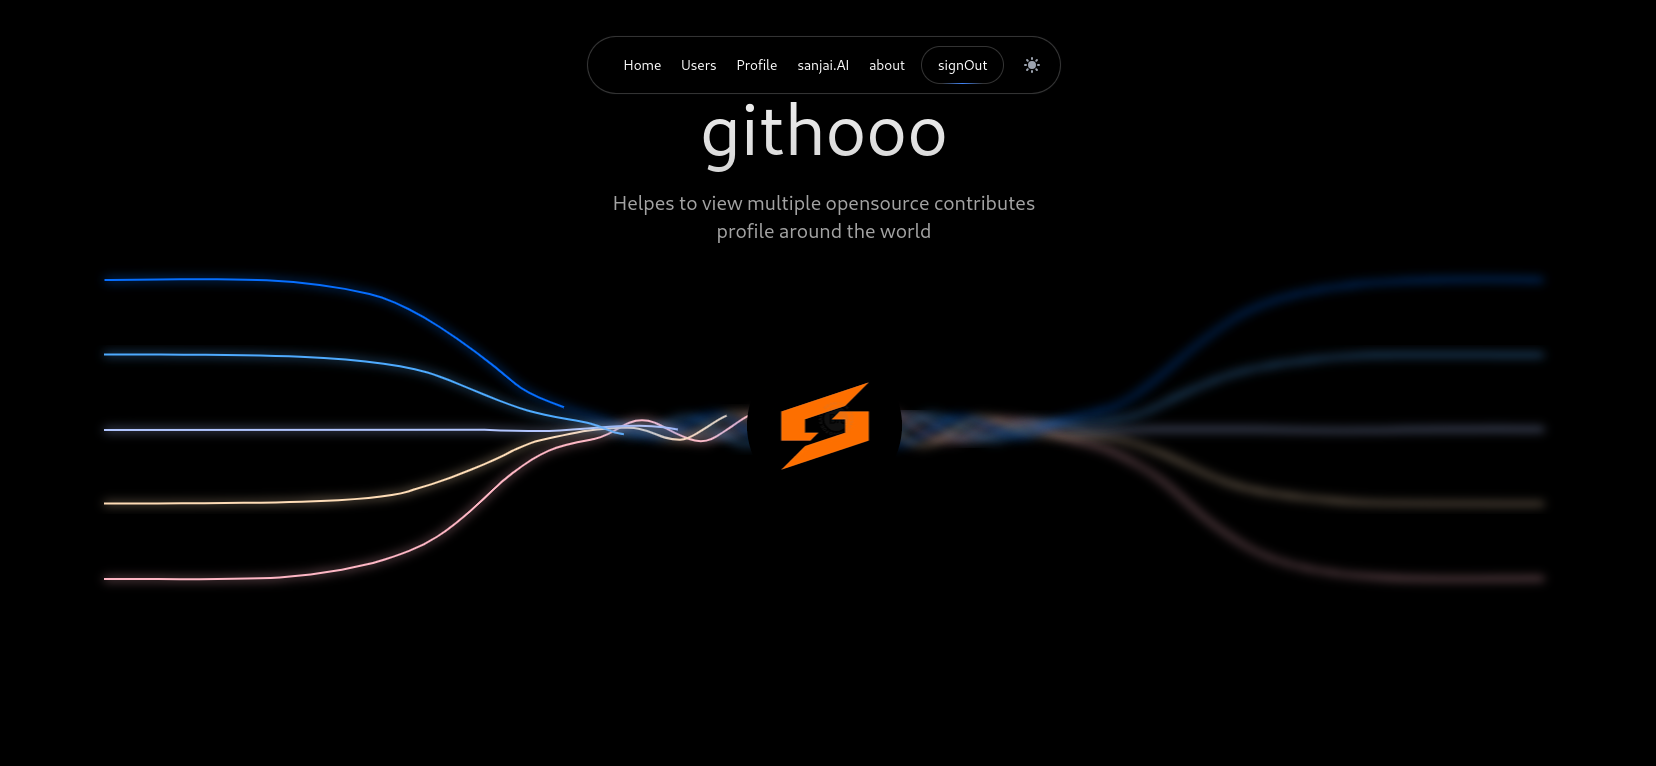 Home Users Profile sanjai.AI about signOut
githooo
Helpes to view multiple opensource contributes
profile around the world